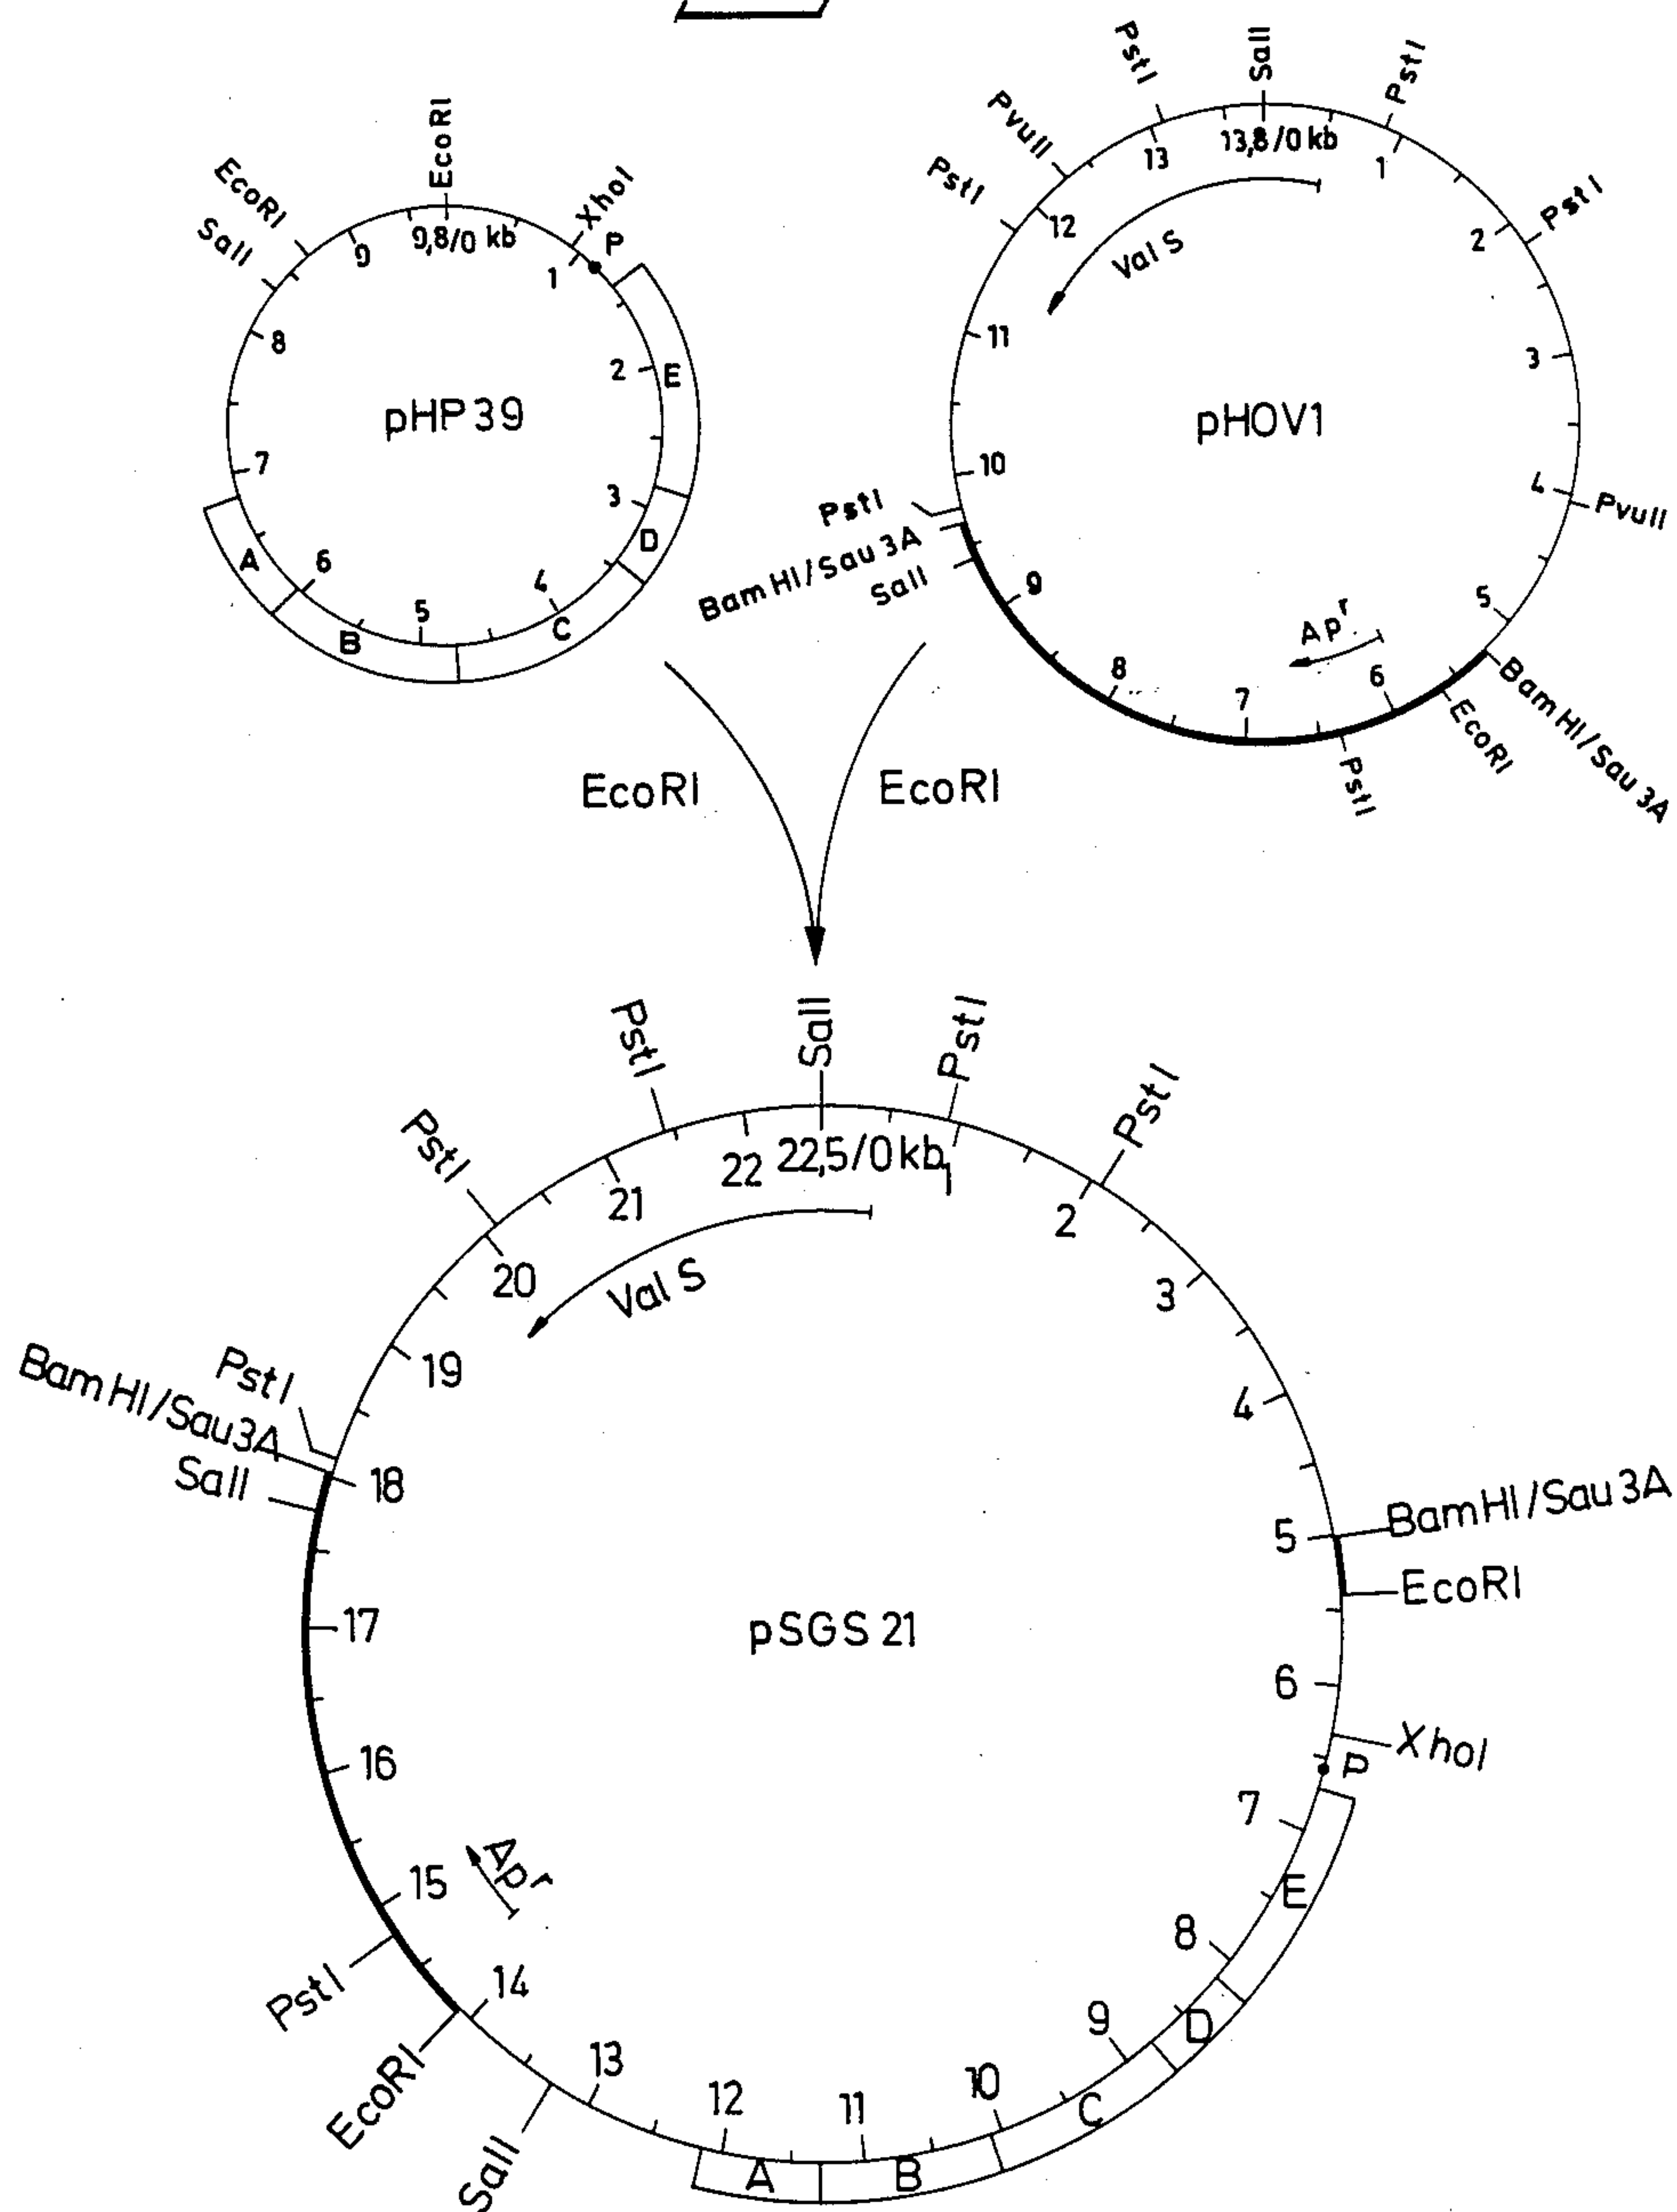 EcoRI
EcoRI
SalI
XhoI
P
9,8/0 kb
1
2
3
4
5
6
7
8
9
E
D
C
B
A
pHP39
SalI
PstI
PstI
PvuII
BamHI/Sau3A
EcoRI
PstI
SalI
BamHI/Sau3A
PstI
PstI
PvuII
PstI
13,8/0 kb
1
2
3
4
5
6
7
8
9
10
11
12
13
Val S
Apr
pHOV1
EcoRI
EcoRI
SalI
PstI
PstI
BamHI/Sau3A
EcoRI
XhoI
P
E
D
C
B
A
SalI
EcoRI
PstI
SalI
BamHI/Sau3A
PstI
PstI
PstI
22,5/0 kb
1
2
3
4
5
6
7
8
9
10
11
12
13
14
15
16
17
18
19
20
21
22
Val S
Apr
pSGS21